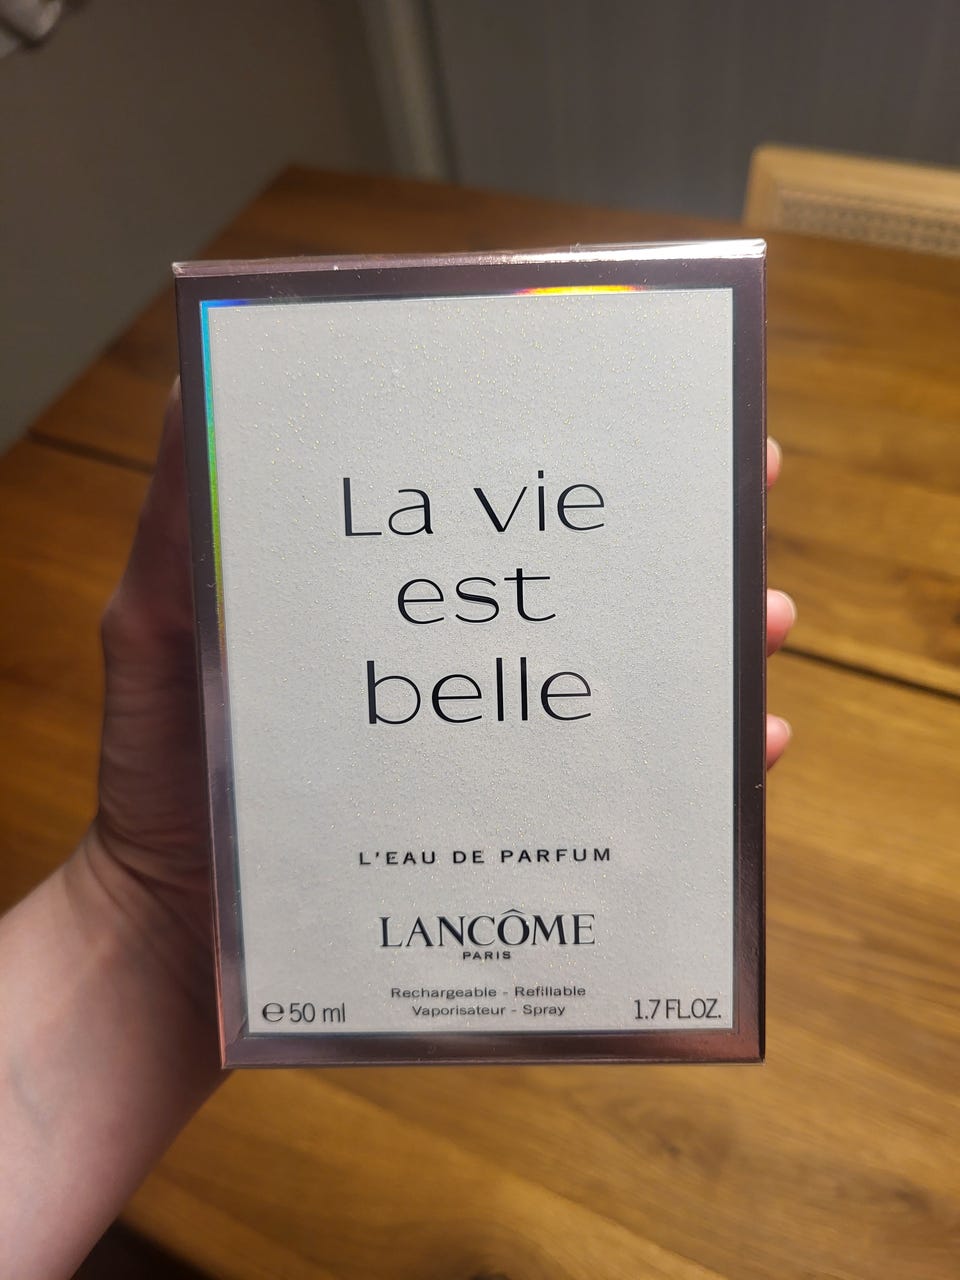 La vie
est
belle
L'EAU DE PARFUM
LANCÔME
PARIS
Rechargeable - Refillable
Vaporisateur - Spray
℮ 50 ml
1.7 FL.OZ.